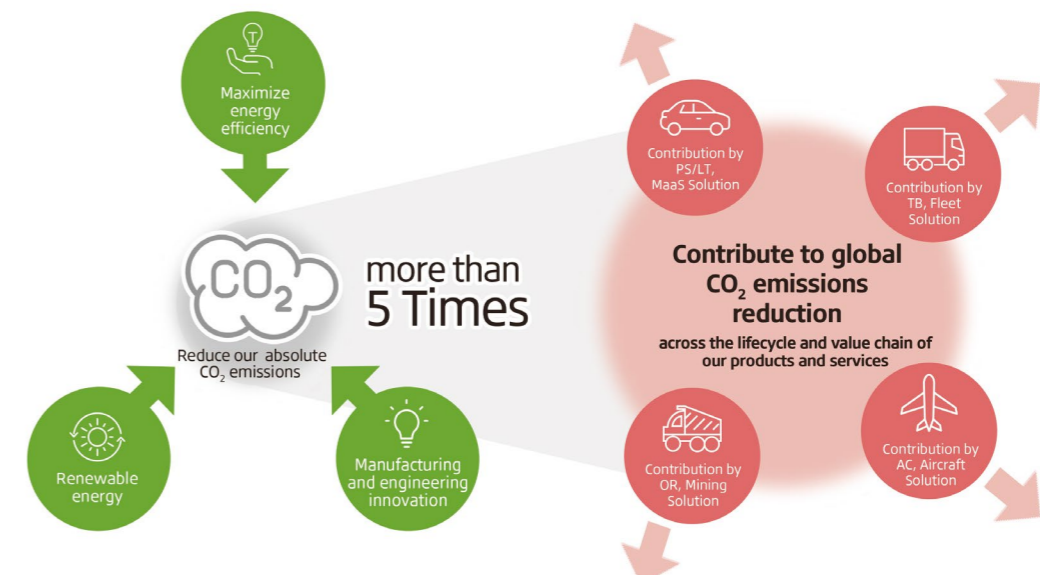 Maximize
energy
efficiency
CO2
Reduce our absolute
CO2 emissions
Renewable
energy
Manufacturing
and engineering
innovation
more than
5 Times
Contribution by
PS/LT,
MaaS Solution
Contribution by
TB, Fleet
Solution
Contribute to global
CO2 emissions
reduction
across the lifecycle and value chain of
our products and services
Contribution by
OR, Mining
Solution
Contribution by
AC, Aircraft
Solution